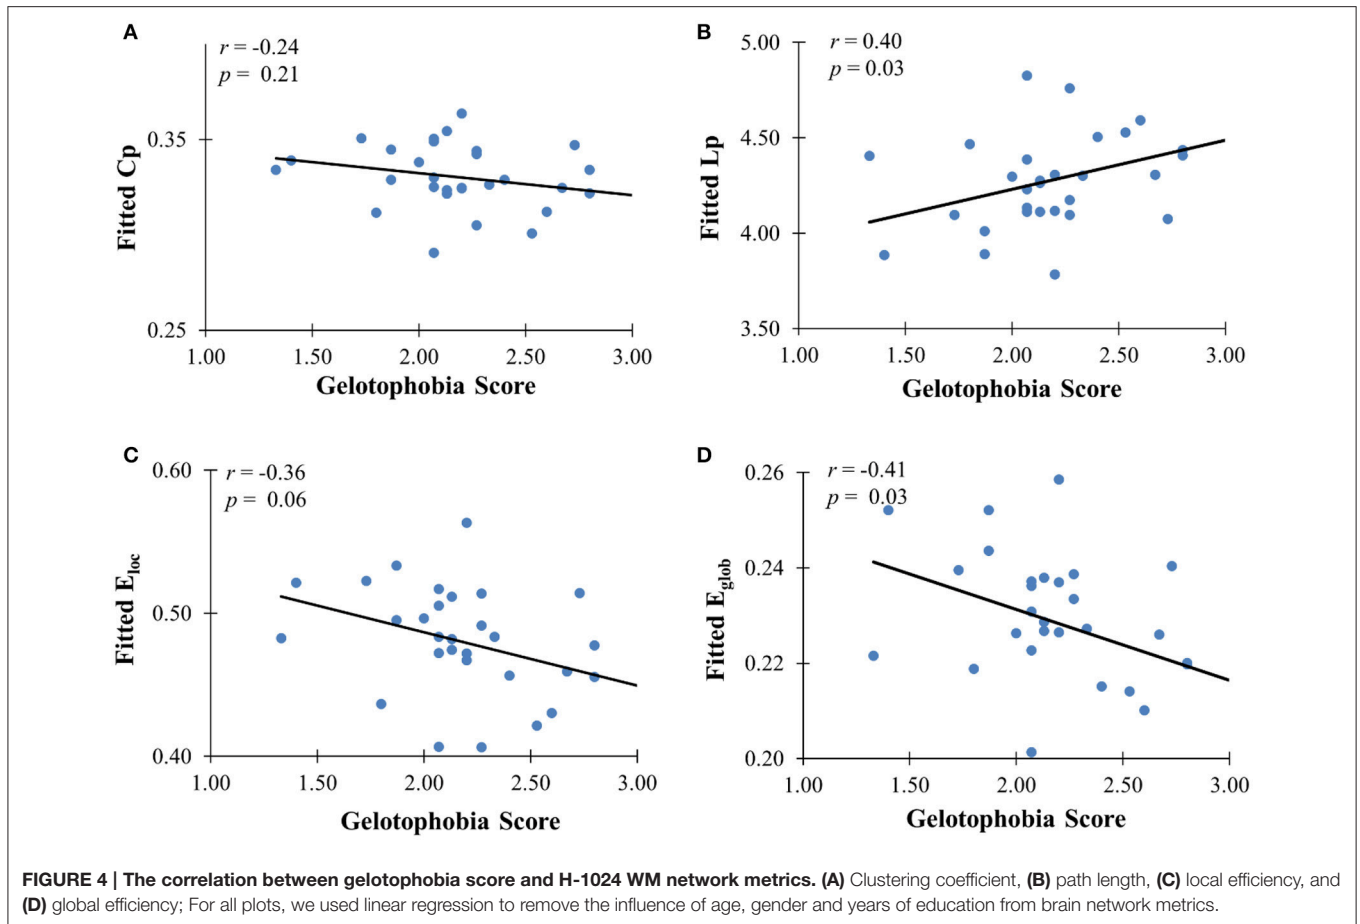 A
r = -0.24
p = 0.21
Fitted Cp
0.35
0.25
1.00 1.50 2.00 2.50 3.00
Gelotophobia Score
B
r = 0.40
p = 0.03
Fitted Lp
5.00
4.50
4.00
3.50
1.00 1.50 2.00 2.50 3.00
Gelotophobia Score
C
r = -0.36
p = 0.06
Fitted Eloc
0.60
0.50
0.40
1.00 1.50 2.00 2.50 3.00
Gelotophobia Score
D
r = -0.41
p = 0.03
Fitted Eglob
0.26
0.24
0.22
0.20
1.00 1.50 2.00 2.50 3.00
Gelotophobia Score
FIGURE 4 | The correlation between gelotophobia score and H-1024 WM network metrics. (A) Clustering coefficient, (B) path length, (C) local efficiency, and
(D) global efficiency; For all plots, we used linear regression to remove the influence of age, gender and years of education from brain network metrics.